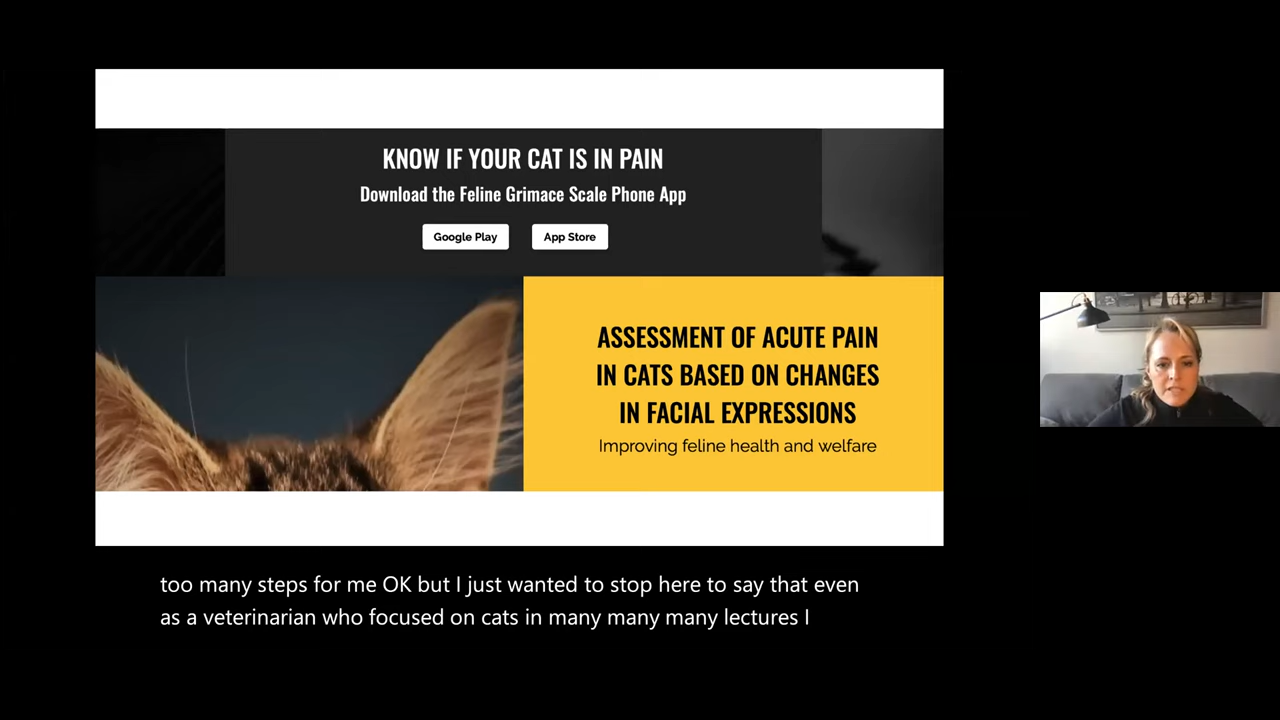 KNOW IF YOUR CAT IS IN PAIN
Download the Feline Grimace Scale Phone App
Google Play
App Store
ASSESSMENT OF ACUTE PAIN
IN CATS BASED ON CHANGES
IN FACIAL EXPRESSIONS
Improving feline health and welfare
too many steps for me OK but I just wanted to stop here to say that even
as a veterinarian who focused on cats in many many many lectures I